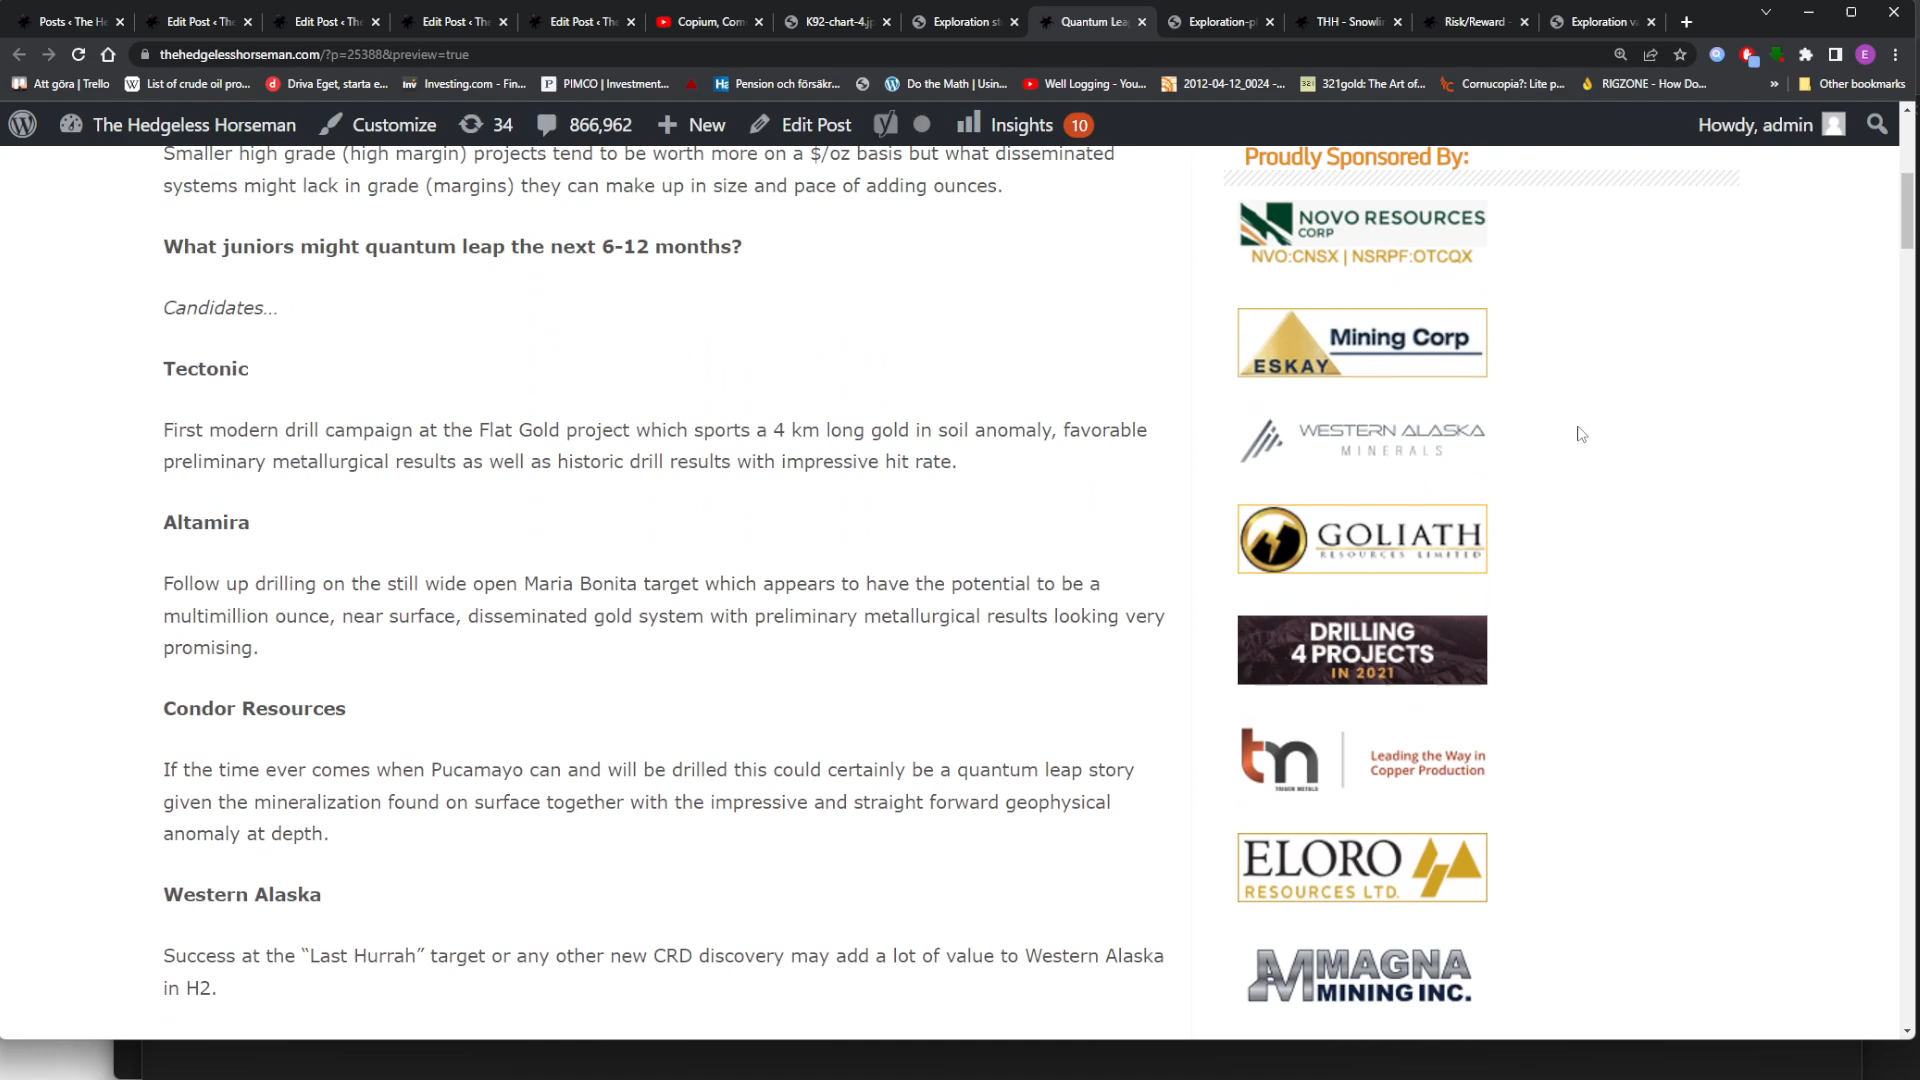 Posts ‹ The He
Edit Post ‹ The
Edit Post ‹ The
Edit Post ‹ The
Edit Post ‹ The
Copium, Com
K92-chart-4.jp
Exploration st
Quantum Lea
Exploration-pl
THH - Snowlin
Risk/Reward
Exploration va
thehedgelesshorseman.com/?p=25388&preview=true
E
Att göra | Trello
List of crude oil pro...
Driva Eget, starta e...
Investing.com - Fin...
PIMCO | Investment...
Pension och försäkr...
Do the Math | Usin...
Well Logging - You...
2012-04-12_0024 -...
321gold: The Art of...
Cornucopia?: Lite p...
RIGZONE - How Do...
»
Other bookmarks
The Hedgeless Horseman
Customize
34
866,962
New
Edit Post
Insights
10
Howdy, admin
Smaller high grade (high margin) projects tend to be worth more on a $/oz basis but what disseminated
systems might lack in grade (margins) they can make up in size and pace of adding ounces.
What juniors might quantum leap the next 6-12 months?
Candidates…
Tectonic
First modern drill campaign at the Flat Gold project which sports a 4 km long gold in soil anomaly, favorable
preliminary metallurgical results as well as historic drill results with impressive hit rate.
Altamira
Follow up drilling on the still wide open Maria Bonita target which appears to have the potential to be a
multimillion ounce, near surface, disseminated gold system with preliminary metallurgical results looking very
promising.
Condor Resources
If the time ever comes when Pucamayo can and will be drilled this could certainly be a quantum leap story
given the mineralization found on surface together with the impressive and straight forward geophysical
anomaly at depth.
Western Alaska
Success at the “Last Hurrah” target or any other new CRD discovery may add a lot of value to Western Alaska
in H2.
Proudly Sponsored By:
NOVO RESOURCES
CORP
NVO:CNSX | NSRPF:OTCQX
Mining Corp
ESKAY
WESTERN ALASKA
MINERALS
GOLIATH
RESOURCES LIMITED
DRILLING
4 PROJECTS
IN 2021
tm
TRIGON METALS
Leading the Way in
Copper Production
ELORO
RESOURCES LTD.
MAGNA
MINING INC.